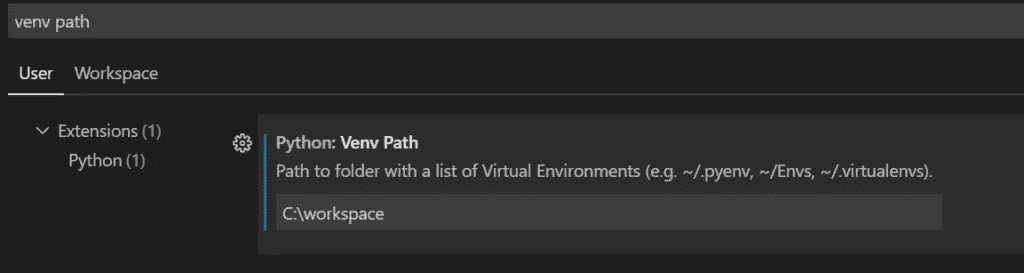 venv path
User Workspace
Extensions (1)
Python (1)
Python: Venv Path
Path to folder with a list of Virtual Environments (e.g. ~/.pyenv, ~/Envs, ~/.virtualenvs).
C:\workspace